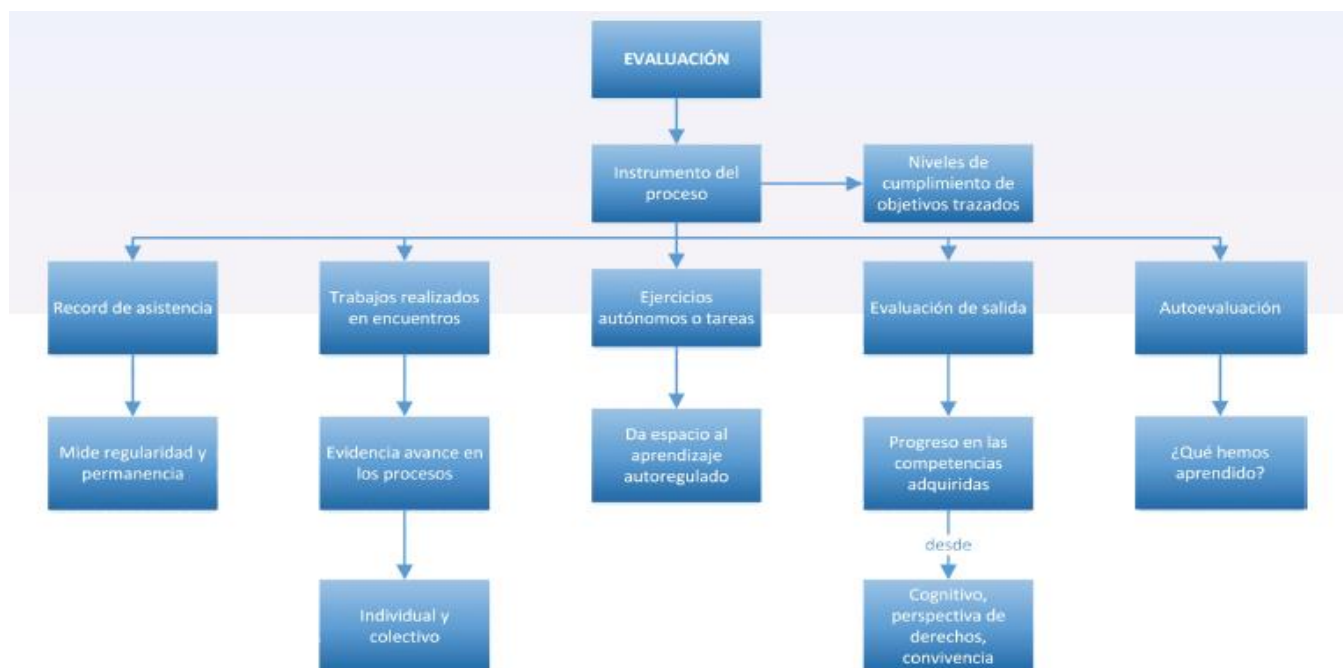 EVALUACIÓN
Instrumento del
proceso
Niveles de
cumplimiento de
objetivos trazados
Record de asistencia
Trabajos realizados
en encuentros
Ejercicios
autónomos o tareas
Evaluación de salida
Autoevaluación
Mide regularidad y
permanencia
Evidencia avance en
los procesos
Da espacio al
aprendizaje
autoregulado
Progreso en las
competencias
adquiridas
¿Qué hemos
aprendido?
desde
Individual y
colectivo
Cognitivo,
perspectiva de
derechos,
convivencia